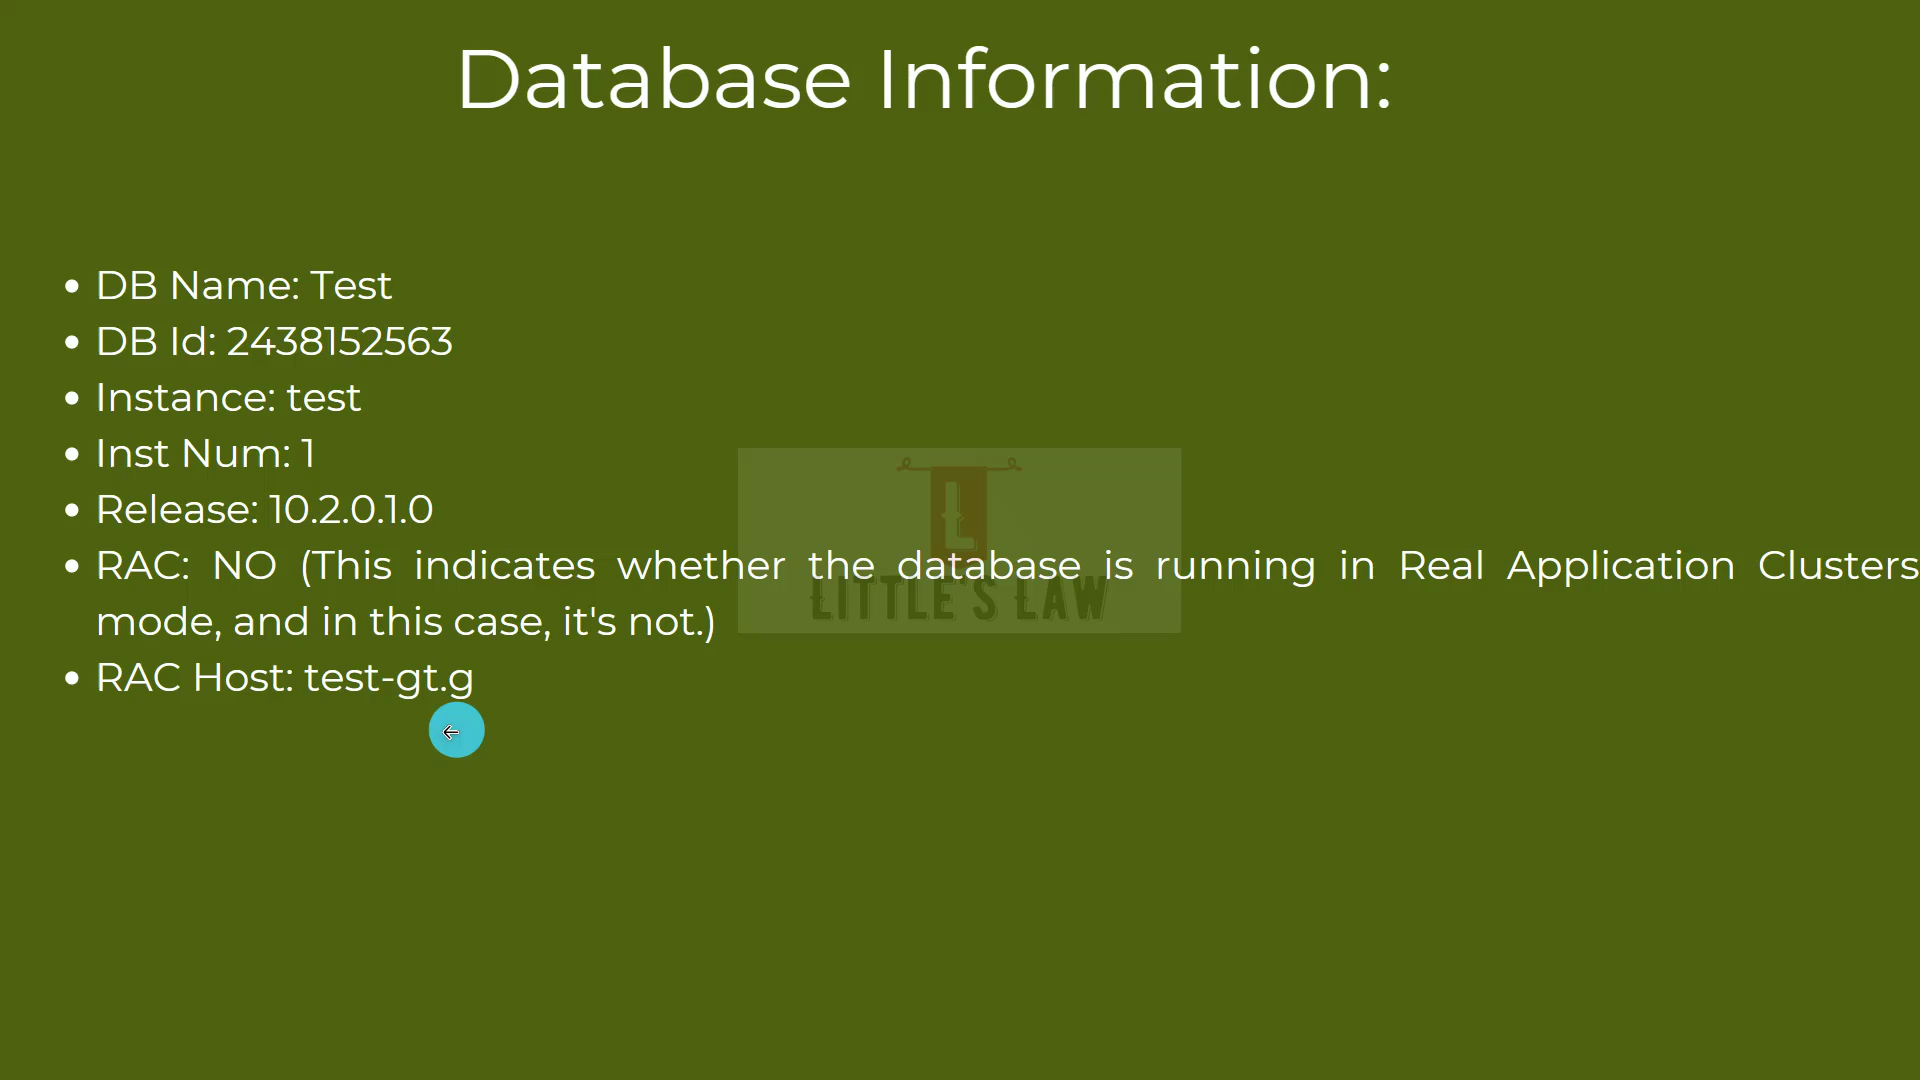 Database Information:
• DB Name: Test
• DB Id: 2438152563
• Instance: test
• Inst Num: 1
• Release: 10.2.0.1.0
• RAC: NO (This indicates whether the database is running in Real Application Clusters
mode, and in this case, it's not.)
• RAC Host: test-gt.g
L
LITTLE'S LAW